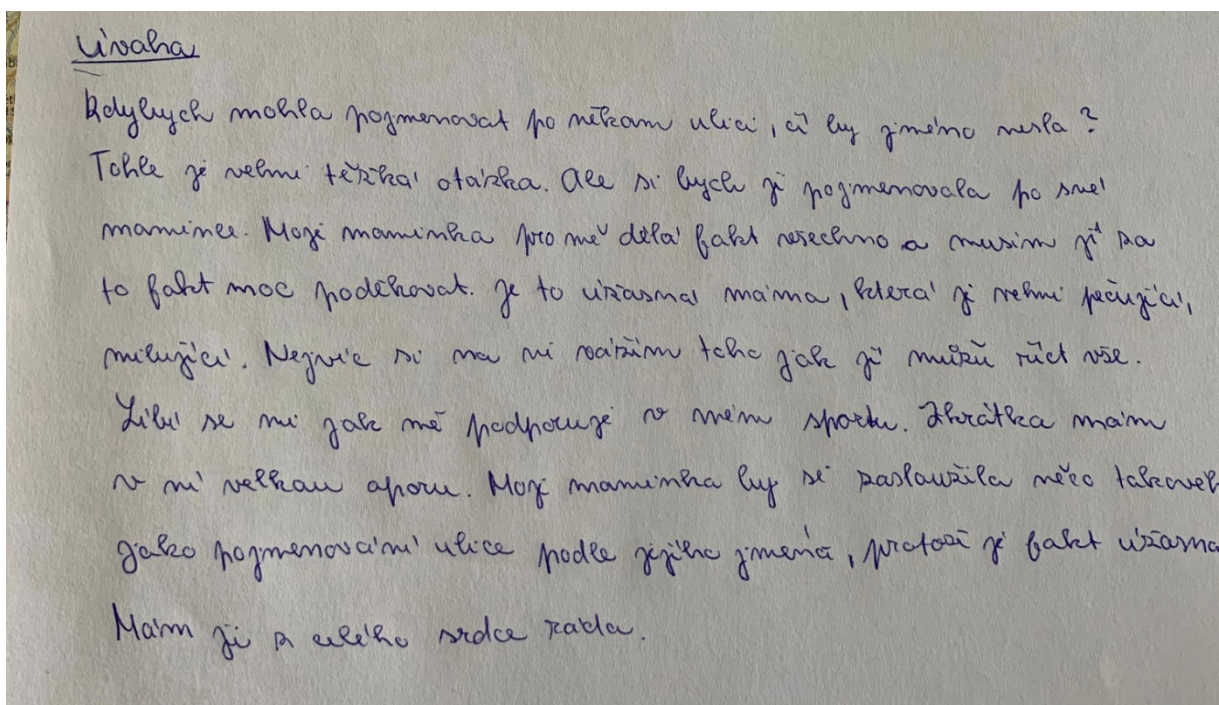 Úvaha
Kdybych mohla pojmenovat po někam ulici, čí by jméno nesla?
Tohle je velmi těžká otázka. Ale si bych ji pojmenovala po své
mamince. Moje maminka pro mě dělá fakt všechno a musím jí za
to fakt moc poděkovat. Je to úžasná máma, která je velmi pečující,
milující. Nejvíc si na ní vážím toho jak jí můžu říct vše.
Líbí se mi jak mě podporuje v mém sportu. Zkrátka mám
v ní velkou oporu. Moje maminka by si zasloužila něco takovéh
jako pojmenování ulice podle jejího jména, protože je fakt úžasna
Mám ji z celého srdce ráda.